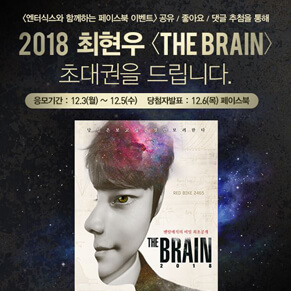 〈엔터식스와 함께하는 페이스북 이벤트〉 공유 / 좋아요 / 댓글 추첨을 통해
2018 최현우 〈THE BRAIN〉
초대권을 드립니다.
응모기간 : 12.3(월) ~ 12.5(수) 당첨자발표 : 12.6(목) 페이스북
THE
BRAIN
2018